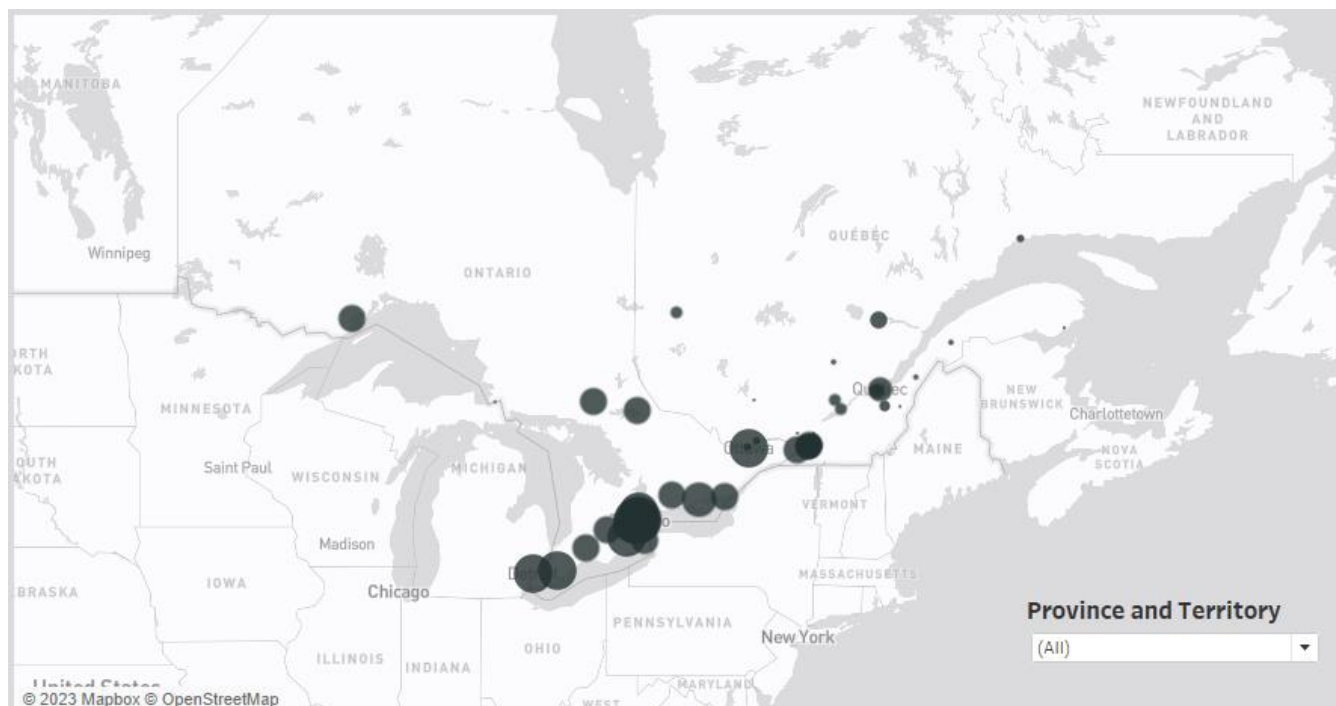 MANITOBA
NEWFOUNDLAND
AND
LABRADOR
QUÉBEC
Winnipeg
ONTARIO
MINNESOTA
NEW
BRUNSWICK
Charlottetown
NOVA
SCOTIA
MAINE
Saint Paul
WISCONSIN
MICHIGAN
VERMONT
Madison
MASSACHUSETTS
IOWA
Chicago
Province and Territory
PENNSYLVANIA
New York
(All)
OHIO
ILLINOIS
INDIANA
MARYLAND
WEST
© 2023 Mapbox © OpenStreetMap